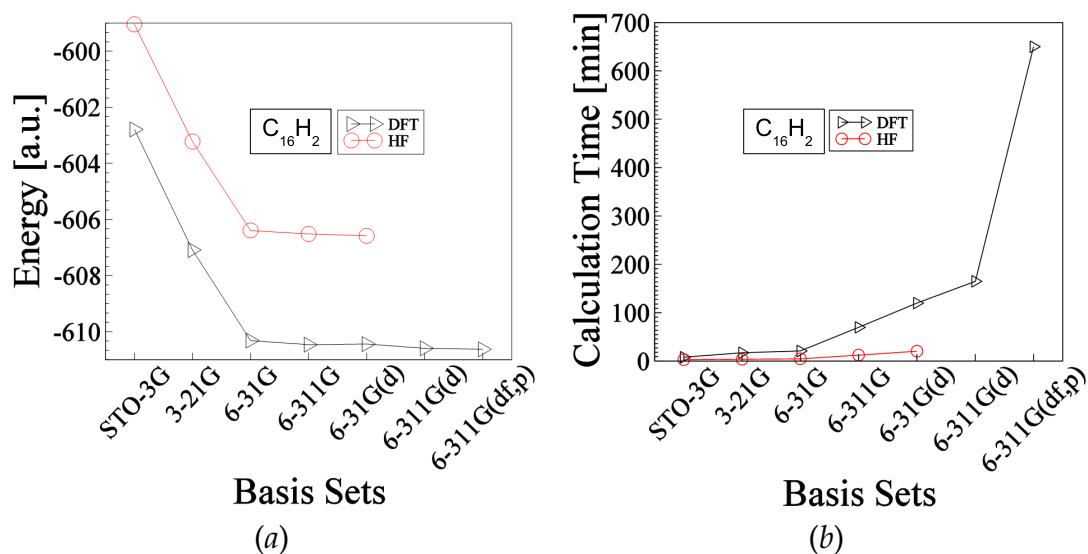 Energy [a.u.]
-600
-602
-604
-606
-608
-610
C16H2
DFT
HF
STO-3G
3-21G
6-31G
6-311G
6-31G(d)
6-311G(d)
6-311G(df,p)
Basis Sets
(a)
Calculation Time [min]
700
600
500
400
300
200
100
0
C16H2
DFT
HF
STO-3G
3-21G
6-31G
6-311G
6-31G(d)
6-311G(d)
6-311G(df,p)
Basis Sets
(b)